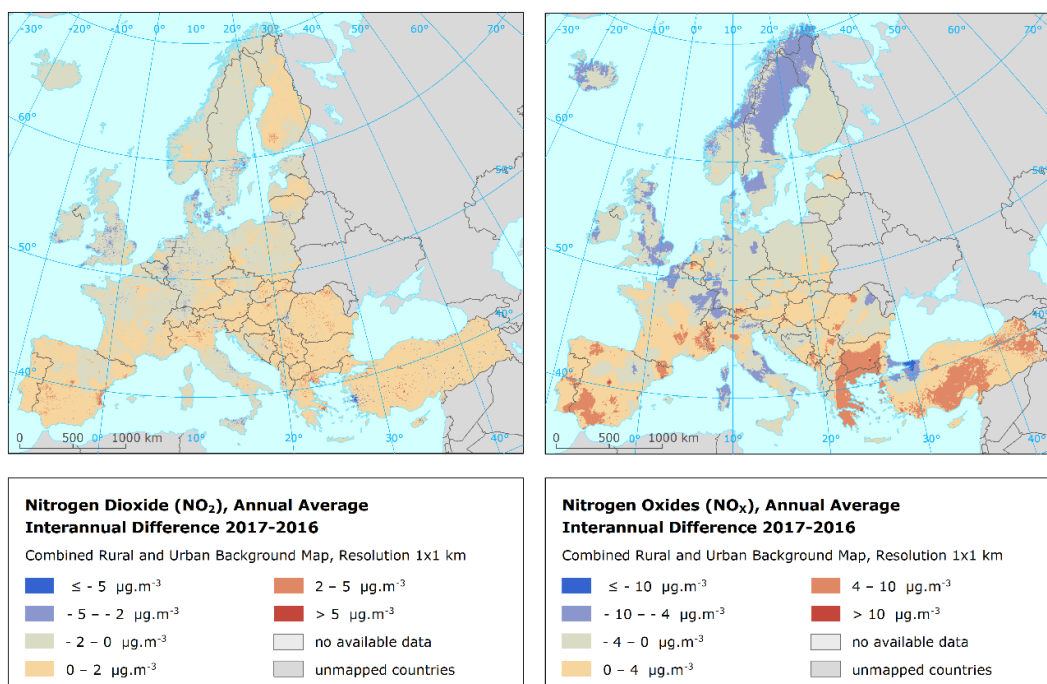 -30° -20° -10° 0° 10° 20° 30° 40° 50° 60° 70°
60°
50°
50°
40°
40°
0 500 1000 km
0° 10° 20° 30° 40°
-30° -20° -10° 0° 10° 20° 30° 40° 50° 60° 70°
60°
50°
50°
40°
40°
0 500 1000 km
0° 10° 20° 30° 40°
Nitrogen Dioxide (NO₂), Annual Average
Interannual Difference 2017-2016
Combined Rural and Urban Background Map, Resolution 1x1 km
≤ - 5 µg.m⁻³
- 5 – - 2 µg.m⁻³
- 2 – 0 µg.m⁻³
0 – 2 µg.m⁻³
2 – 5 µg.m⁻³
> 5 µg.m⁻³
no available data
unmapped countries
Nitrogen Oxides (NOₓ), Annual Average
Interannual Difference 2017-2016
Combined Rural and Urban Background Map, Resolution 1x1 km
≤ - 10 µg.m⁻³
- 10 – - 4 µg.m⁻³
- 4 – 0 µg.m⁻³
0 – 4 µg.m⁻³
4 – 10 µg.m⁻³
> 10 µg.m⁻³
no available data
unmapped countries